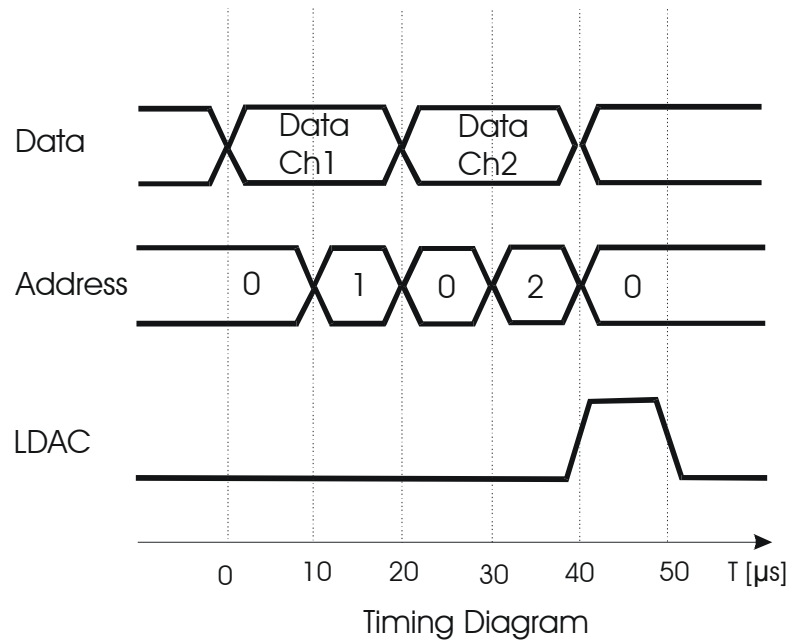 Data
Data
Ch1
Data
Ch2
Address
0
1
0
2
0
LDAC
0
10
20
30
40
50
T [µs]
Timing Diagram